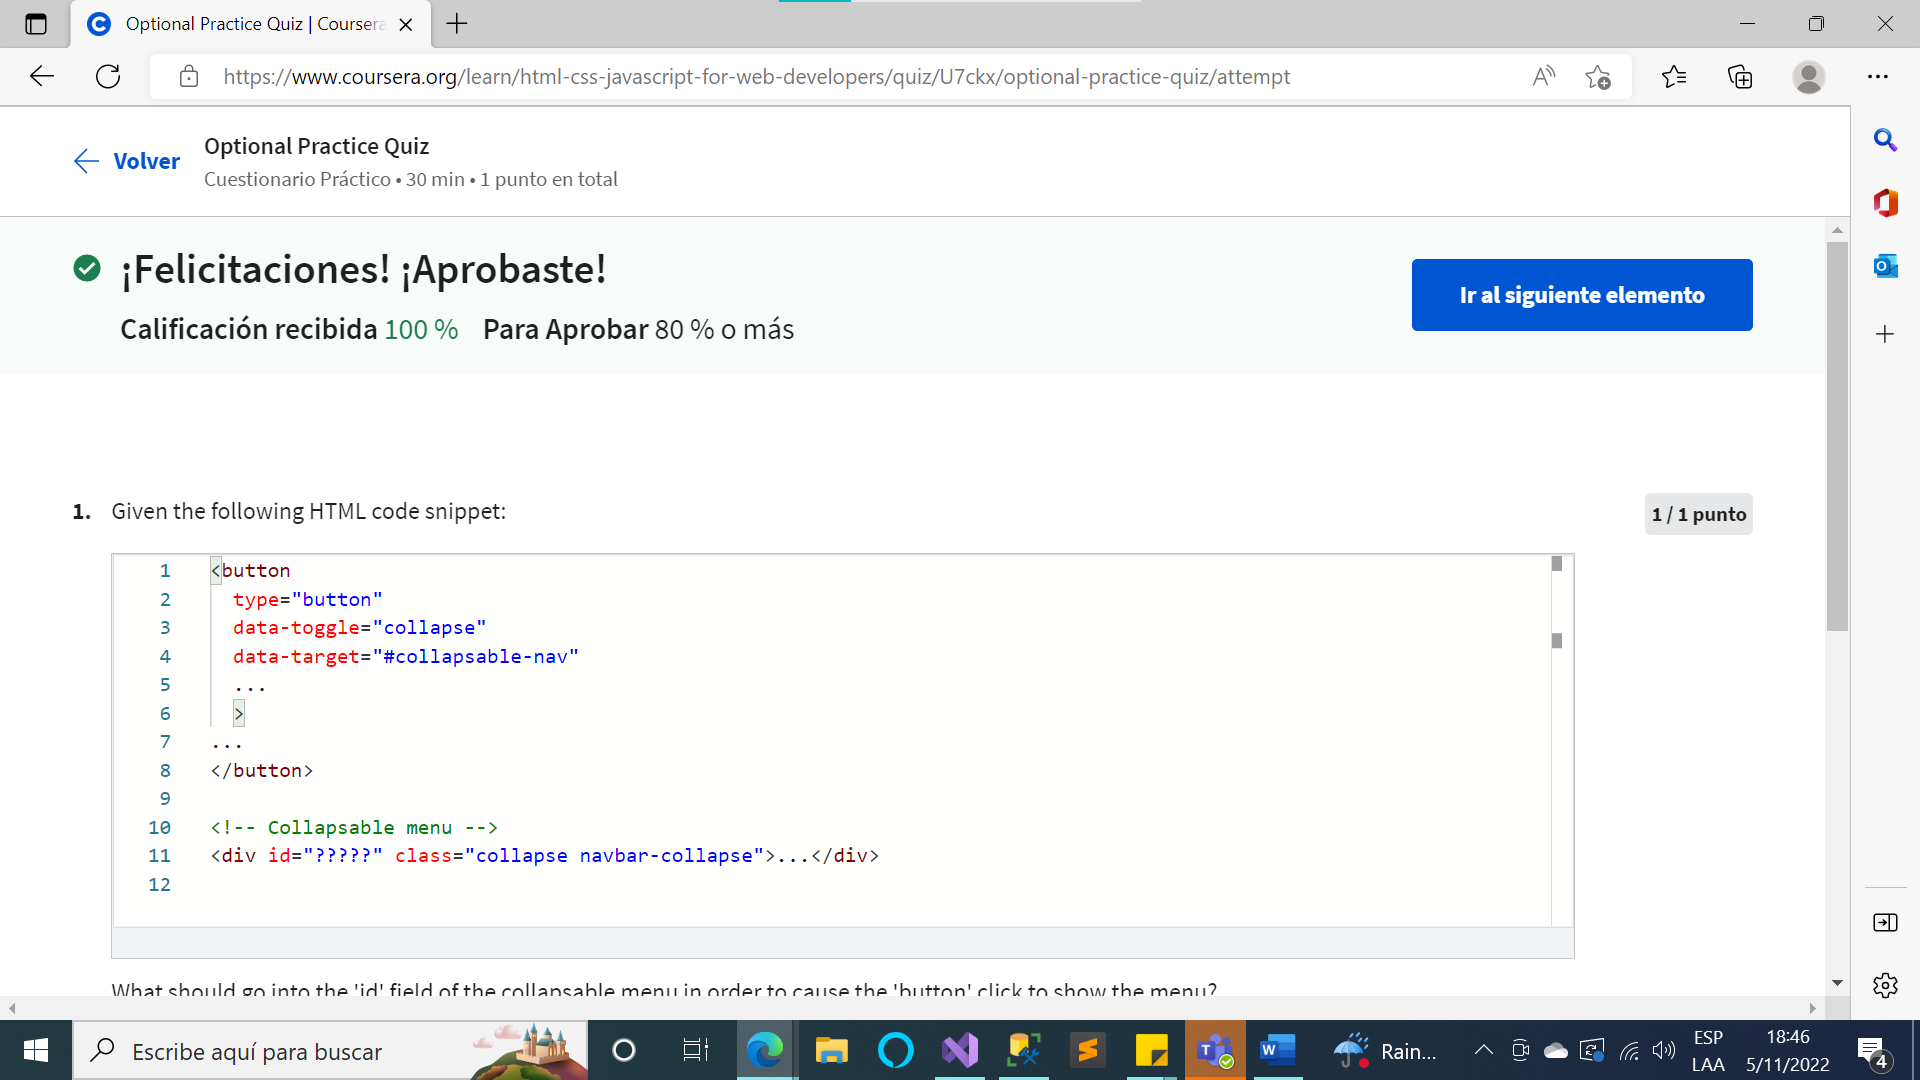 Optional Practice Quiz | Coursera
https://www.coursera.org/learn/html-css-javascript-for-web-developers/quiz/U7ckx/optional-practice-quiz/attempt
Volver
Optional Practice Quiz
Cuestionario Práctico • 30 min • 1 punto en total
¡Felicitaciones! ¡Aprobaste!
Calificación recibida 100 % Para Aprobar 80 % o más
Ir al siguiente elemento
1. Given the following HTML code snippet:
1 / 1 punto
1 <button
2 type="button"
3 data-toggle="collapse"
4 data-target="#collapsable-nav"
5 ...
6 >
7 ...
8 </button>
9
10 <!-- Collapsable menu -->
11 <div id="?????" class="collapse navbar-collapse">...</div>
12
What should go into the 'id' field of the collapsable menu in order to cause the 'button' click to show the menu?
Escribe aquí para buscar
Rain...
ESP
LAA
18:46
5/11/2022
4